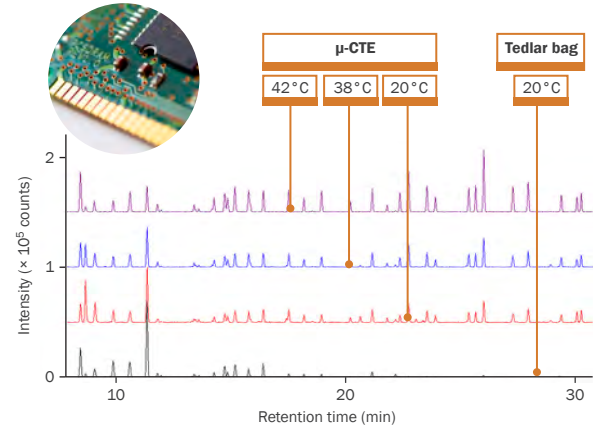 µ-CTE
Tedlar bag
42°C
38°C
20°C
20°C
2
1
0
Intensity (× 10⁵ counts)
10
20
30
Retention time (min)